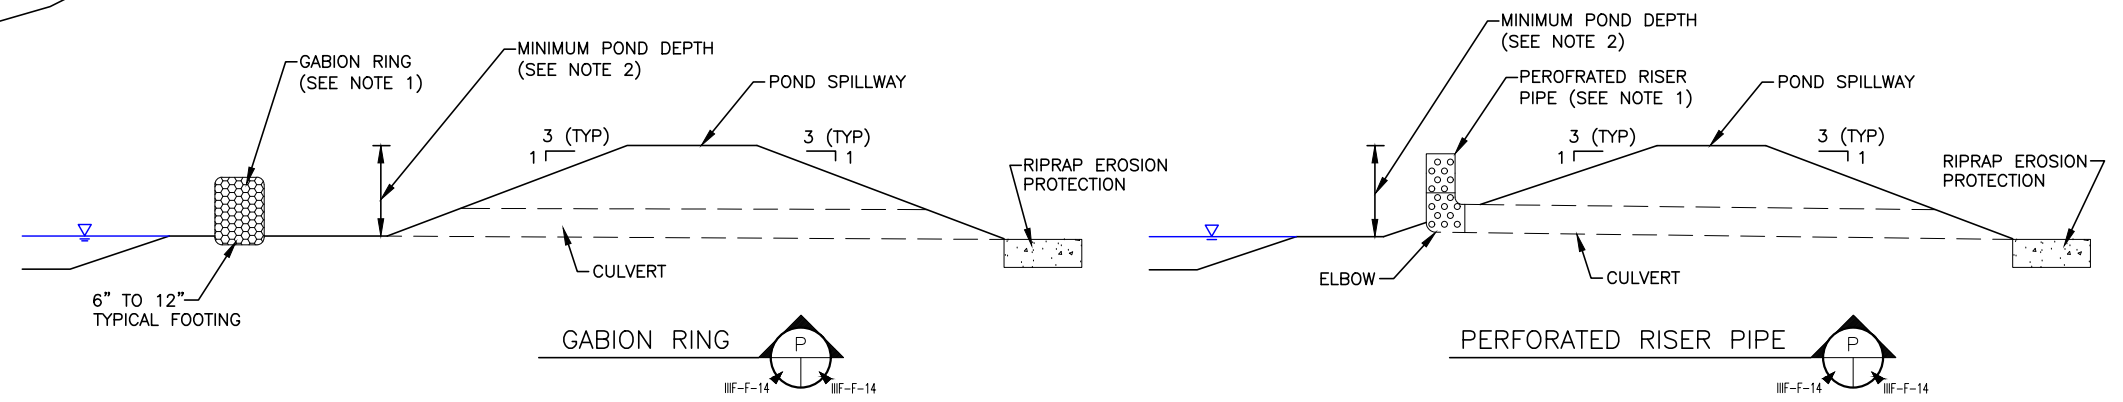 GABION RING
(SEE NOTE 1)
MINIMUM POND DEPTH
(SEE NOTE 2)
POND SPILLWAY
3 (TYP)
1
3 (TYP)
1
RIPRAP EROSION
PROTECTION
CULVERT
6" TO 12"
TYPICAL FOOTING
GABION RING
P
IIIF-F-14
IIIF-F-14
MINIMUM POND DEPTH
(SEE NOTE 2)
PEROFRATED RISER
PIPE (SEE NOTE 1)
POND SPILLWAY
3 (TYP)
1
3 (TYP)
1
RIPRAP EROSION
PROTECTION
ELBOW
CULVERT
PERFORATED RISER PIPE
P
IIIF-F-14
IIIF-F-14